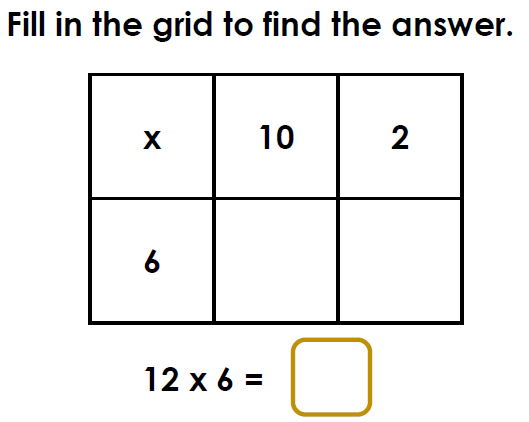 Fill in the grid to find the answer.
x 10 2
6
12 x 6 =